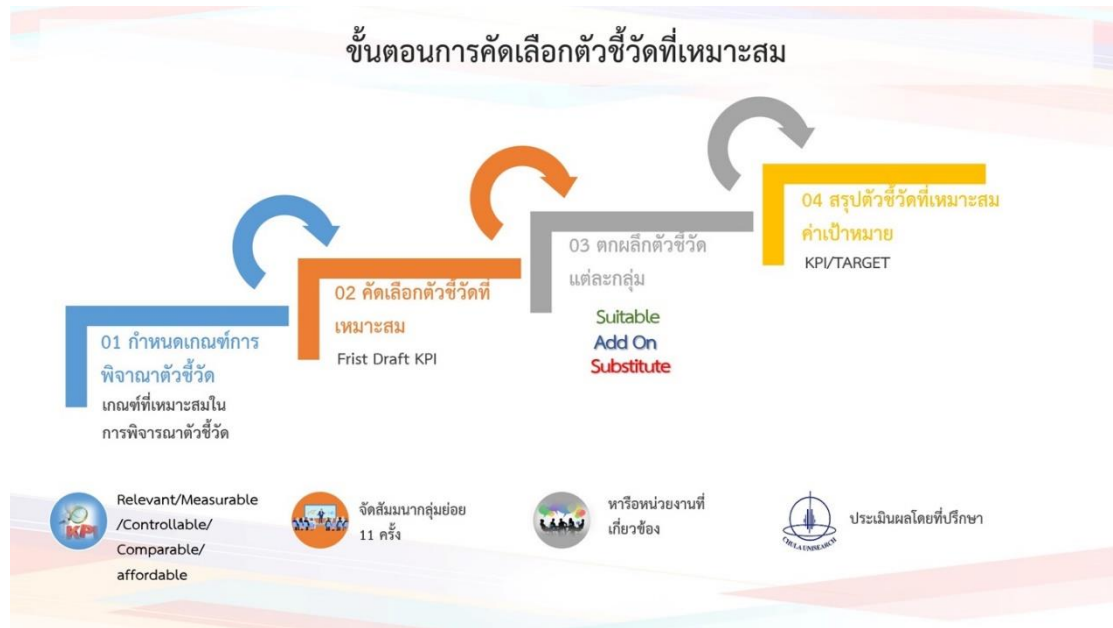 ขั้นตอนการคัดเลือกตัวชี้วัดที่เหมาะสม
01 กำหนดเกณฑ์การ
พิจาณาตัวชี้วัด
เกณฑ์ที่เหมาะสมใน
การพิจารณาตัวชี้วัด
02 คัดเลือกตัวชี้วัดที่
เหมาะสม
Frist Draft KPI
03 ตกผลึกตัวชี้วัด
แต่ละกลุ่ม
Suitable
Add On
Substitute
04 สรุปตัวชี้วัดที่เหมาะสม
ค่าเป้าหมาย
KPI/TARGET
KPI
Relevant/Measurable
/Controllable/
Comparable/
affordable
จัดสัมมนากลุ่มย่อย
11 ครั้ง
หารือหน่วยงานที่
เกี่ยวข้อง
CHULA UNISEARCH
ประเมินผลโดยที่ปรึกษา